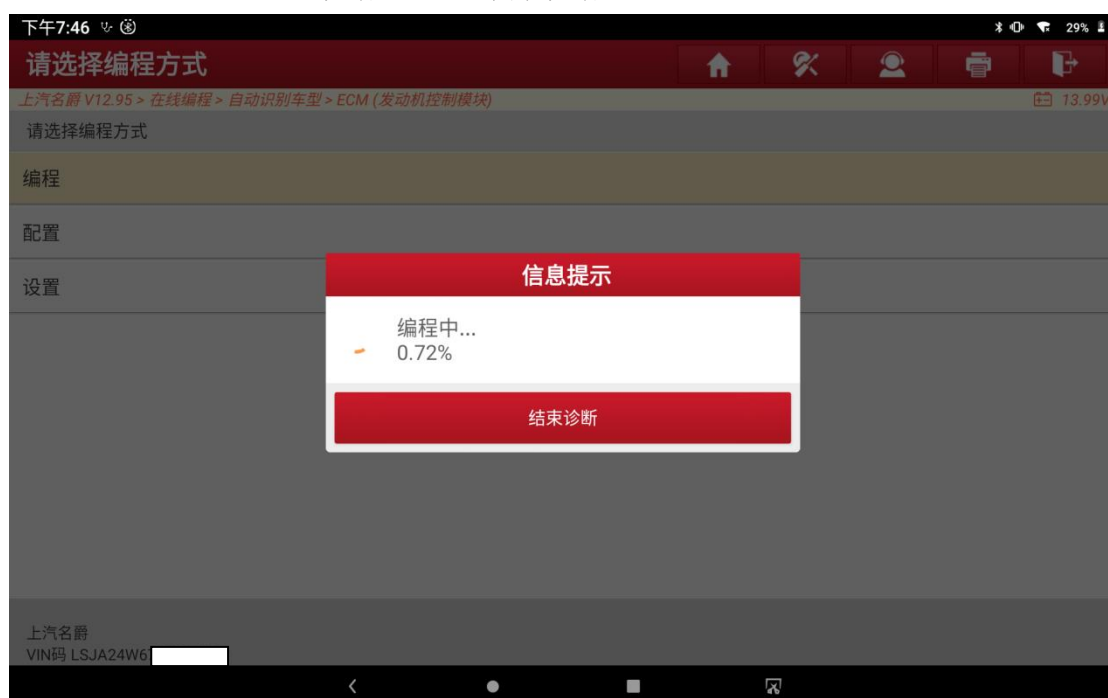 下午7:46
29%
请选择编程方式
上汽名爵 V12.95 > 在线编程 > 自动识别车型 > ECM (发动机控制模块)
13.99V
请选择编程方式
编程
配置
设置
信息提示
编程中...
0.72%
结束诊断
上汽名爵
VIN码 LSJA24W6